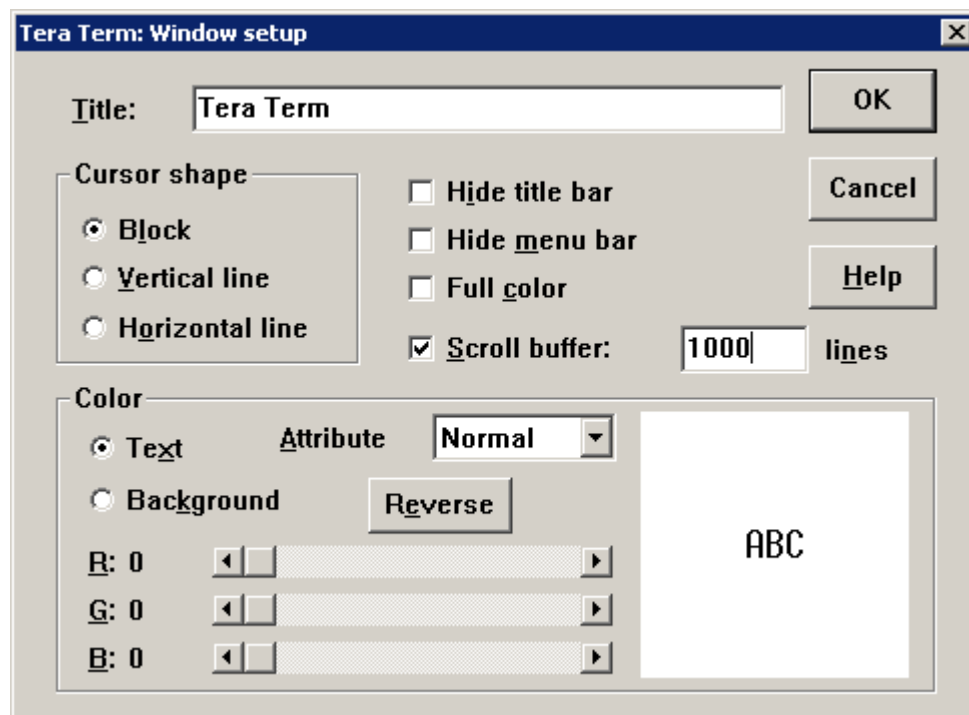 Tera Term: Window setup
Title: Tera Term OK
Cursor shape
Block
Vertical line
Horizontal line
Hide title bar
Hide menu bar
Full color
Scroll buffer: 1000 lines
Cancel
Help
Color
Text Attribute Normal
Background Reverse
R: 0
G: 0
B: 0
ABC